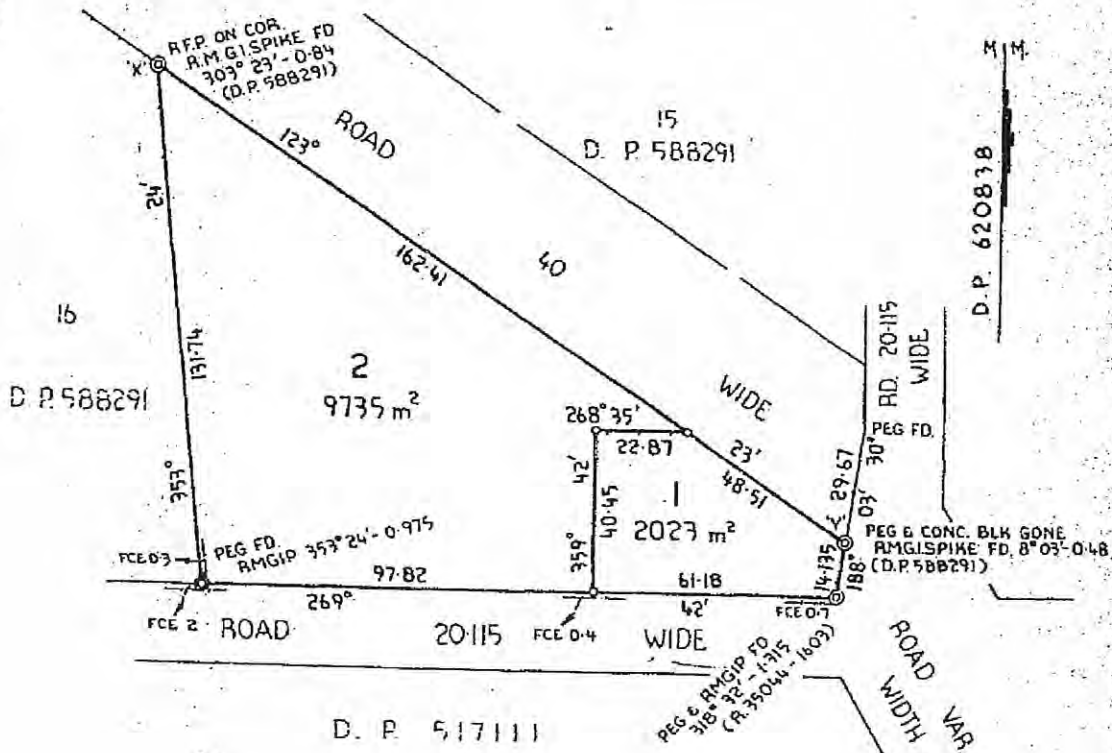 R.F.P. ON COR.
R.M.G.I. SPIKE FD
303° 23' - 0·84
(D.P. 588291)
'X'
M M.
ROAD
15
D. P. 588291
123°
24'
D.P. 620838
40
162·41
16
131·74
2
9735 m²
D. P. 588291
WIDE
RD. 20·115
WIDE
268° 35'
22·87
PEG FD.
23'
48·51
30"
29·67
03'
42'
40·45
1
2023 m²
353°
359°
PEG & CONC. BLK GONE
RMGI.SPIKE FD. 8° 03'- 0·48
(D.P. 588291)
PEG FD.
RMGIP 353° 24' - 0·975
FCE 0·3
97·82
61·18
14·135
188°
269°
42'
FCE 0·7
FCE 2
ROAD
20·115
FCE 0·4
WIDE
PEG & RMGIP FD
318° 32' - 1·715
(R. 35044 - 1603)
ROAD VAR
WIDTH
D. P. 517111